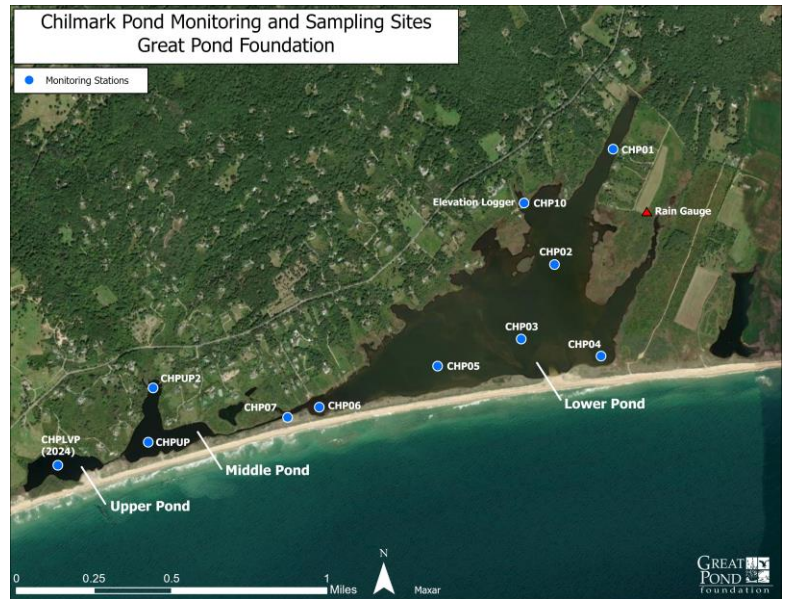 Chilmark Pond Monitoring and Sampling Sites
Great Pond Foundation
Monitoring Stations
CHP01
Elevation Logger
CHP10
Rain Gauge
CHP02
CHP03
CHP04
CHP05
Lower Pond
CHPUP2
CHP07
CHP06
CHPUP
Middle Pond
CHPLVP
(2024)
Upper Pond
N
0 0.25 0.5 1
Miles
Maxar
GREAT
POND
foundation